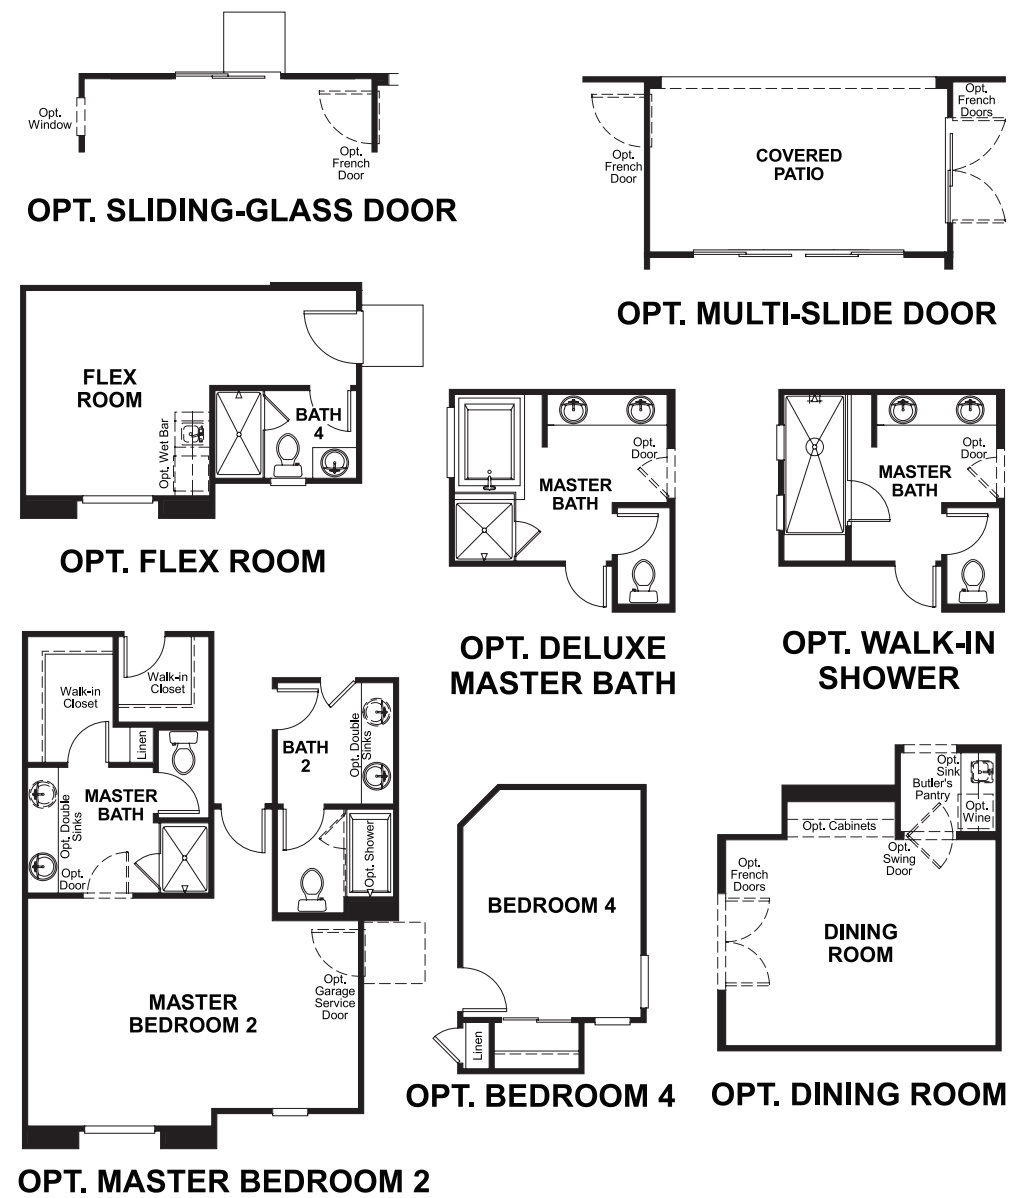 Opt.
Window
Opt.
French
Door
OPT. SLIDING-GLASS DOOR
Opt.
French
Door
COVERED
PATIO
Opt.
French
Doors
OPT. MULTI-SLIDE DOOR
FLEX
ROOM
Opt. Wet Bar
BATH
4
OPT. FLEX ROOM
MASTER
BATH
Opt.
Door
OPT. DELUXE
MASTER BATH
MASTER
BATH
Opt.
Door
OPT. WALK-IN
SHOWER
Walk-in
Closet
Walk-in
Closet
Linen
MASTER
BATH
Opt. Double
Sinks
Opt.
Door
BATH
2
Opt. Double
Sinks
Opt. Shower
Opt.
Garage
Service
Door
MASTER
BEDROOM 2
OPT. MASTER BEDROOM 2
BEDROOM 4
Linen
OPT. BEDROOM 4
Opt.
Sink
Butler's
Pantry
Opt.
Wine
Opt. Cabinets
Opt.
Swing
Door
Opt.
French
Doors
DINING
ROOM
OPT. DINING ROOM